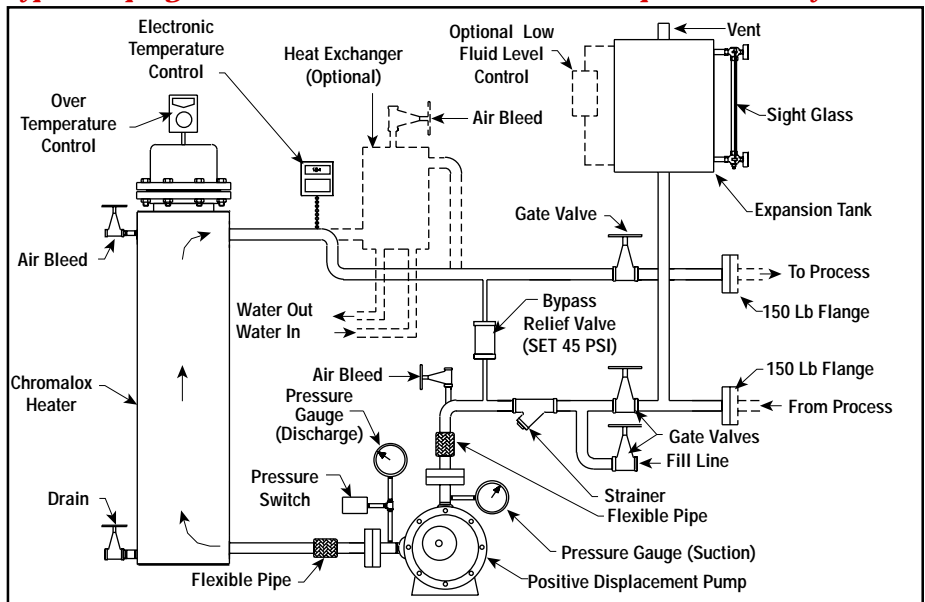 Electronic
Temperature
Control
Heat Exchanger
(Optional)
Optional Low
Fluid Level
Control
Vent
Over
Temperature
Control
Air Bleed
Sight Glass
Gate Valve
Expansion Tank
Air Bleed
To Process
Water Out
Water In
Bypass
Relief Valve
(SET 45 PSI)
150 Lb Flange
Air Bleed
150 Lb Flange
Chromalox
Heater
Pressure
Gauge
(Discharge)
From Process
Gate Valves
Fill Line
Pressure
Switch
Strainer
Drain
Flexible Pipe
Pressure Gauge (Suction)
Flexible Pipe
Positive Displacement Pump